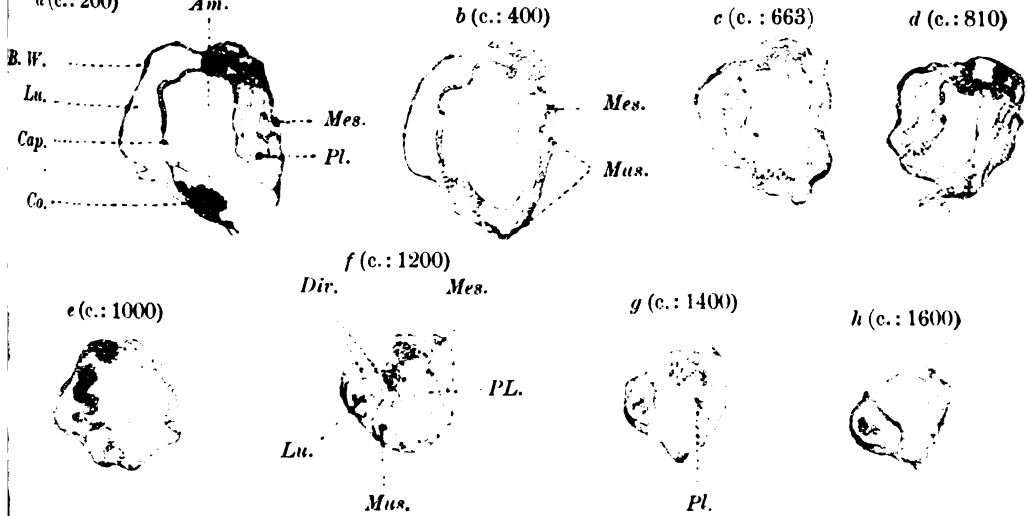 a (c.: 200)
Am.
b (c.: 400)
c (c.: 663)
d (c.: 810)
B. W.
Lu.
Cap.
Co.
Mes.
Pl.
Mes.
Mus.
e (c.: 1000)
f (c.: 1200)
Dir.
Mes.
PL.
Lu.
Mus.
g (c.: 1400)
Pl.
h (c.: 1600)